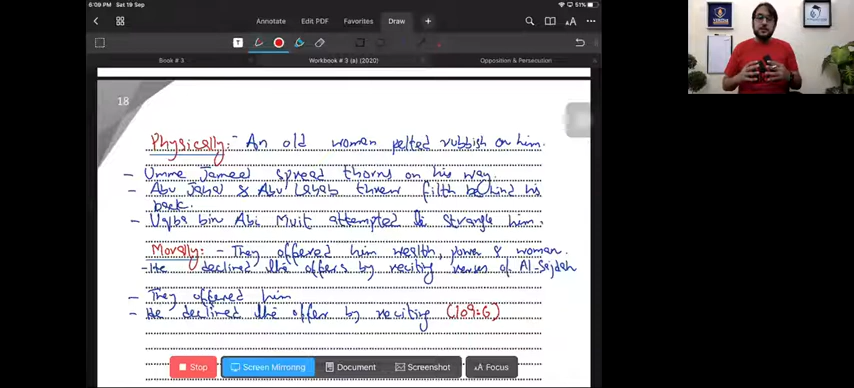 6:09 PM Sat 19 Sep
51%
Annotate Edit PDF Favorites Draw
AA
T
Book # 3 Workbook # 3 (a) (2020) Opposition & Persecution
18
Physically:- An old women pelted rubbish on him.
- Umme Jameel spread thorns on his way.
- Abu Jahal & Abu Lahab threw filth behind his
back.
- Uqba bin Abi Muit attempted to strangle him.
Morally: - They offered him wealth, power & woman.
- He declined the offers by reciting verses of Al-Sajdah
- They offered him
- He declined the offer by reciting (109:6)
Stop Screen Mirroring Document Screenshot AA Focus